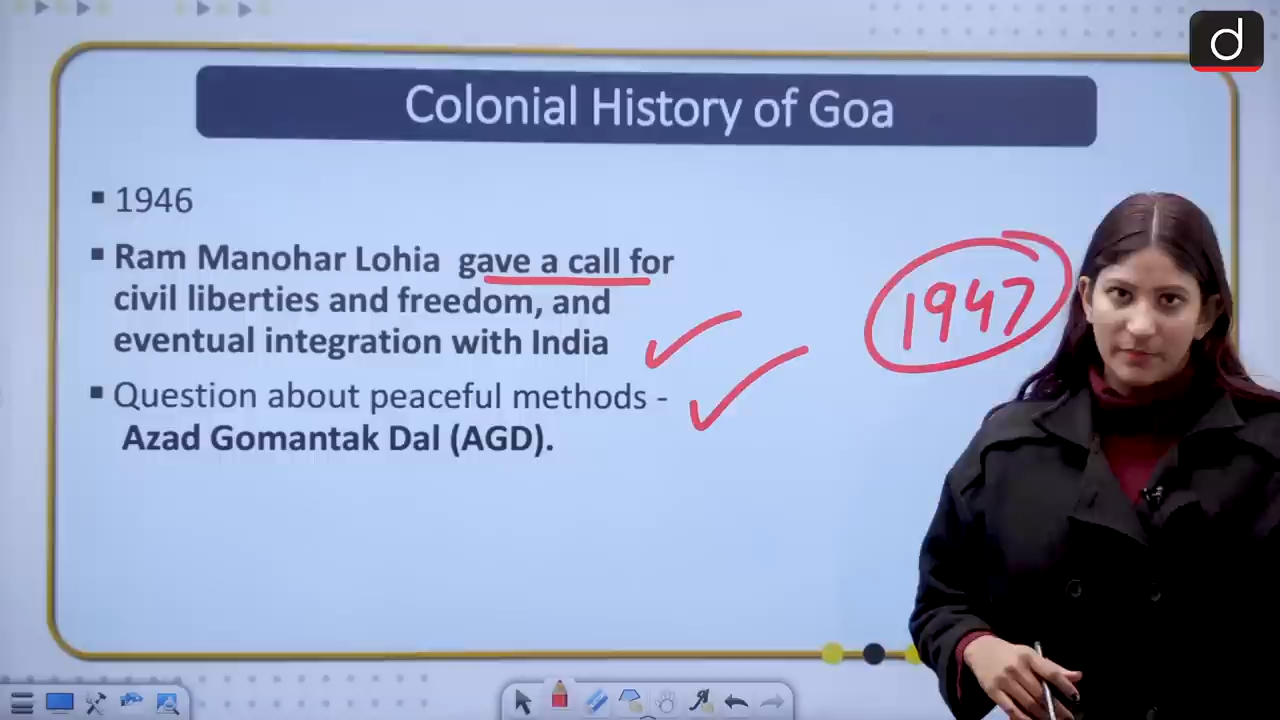 d
Colonial History of Goa
1946
Ram Manohar Lohia gave a call for
civil liberties and freedom, and
eventual integration with India
1947
Question about peaceful methods -
Azad Gomantak Dal (AGD).